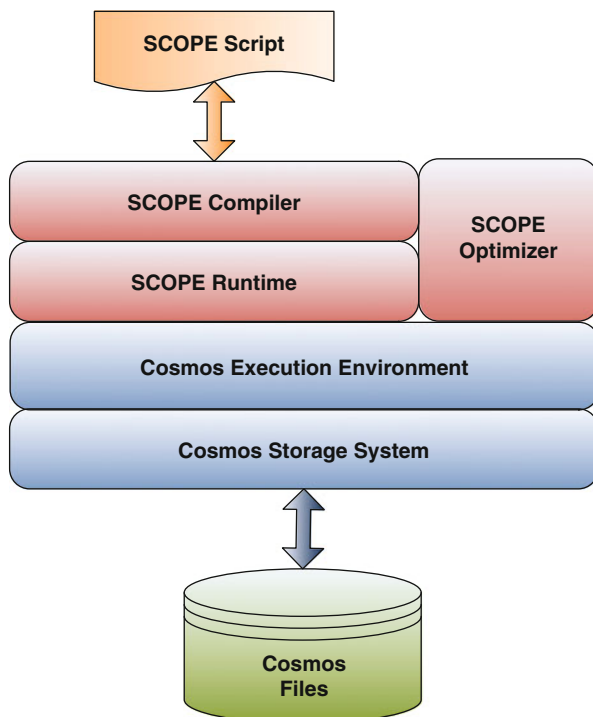 SCOPE Script
SCOPE Compiler
SCOPE
Optimizer
SCOPE Runtime
Cosmos Execution Environment
Cosmos Storage System
Cosmos
Files